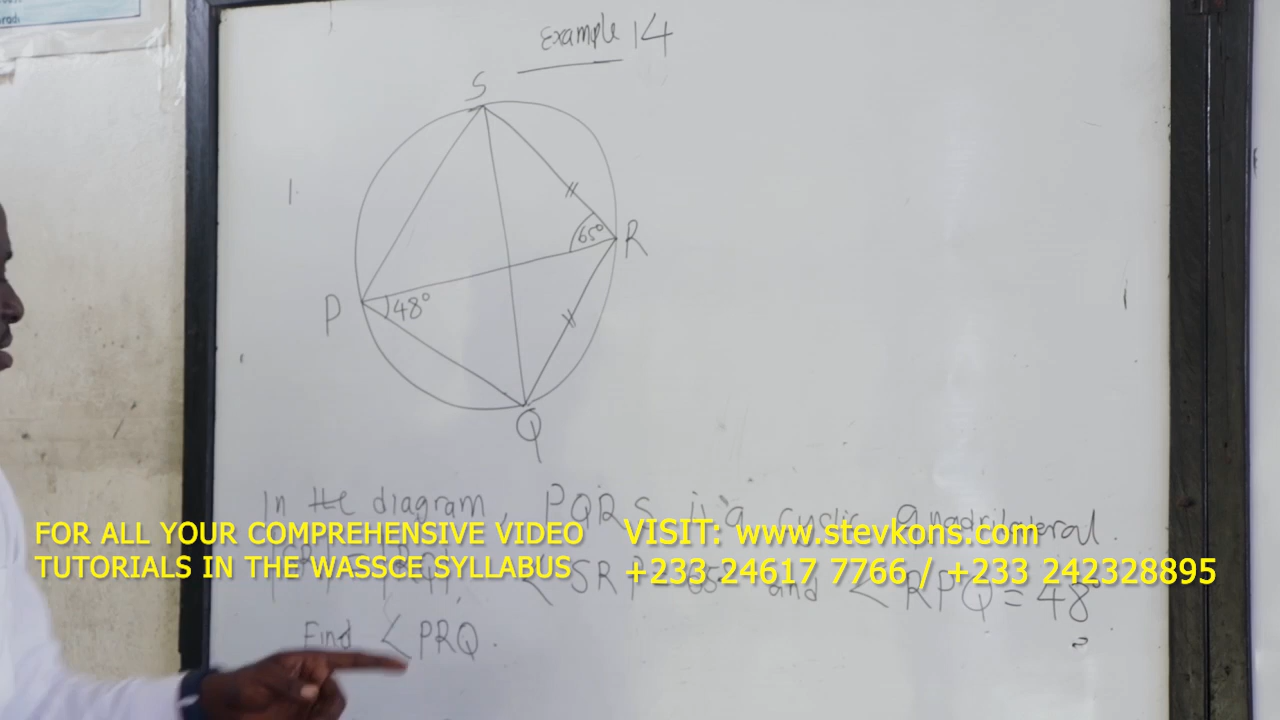 Example 14
S
1.
65°
R
P
48°
Q
In the diagram, PQRS is a cyclic quadrilateral.
FOR ALL YOUR COMPREHENSIVE VIDEO
TUTORIALS IN THE WASSCE SYLLABUS
VISIT: www.stevkons.com
+233 24617 7766 / +233 242328895
< SRP 65° and < RPQ = 48°
Find < PRQ.